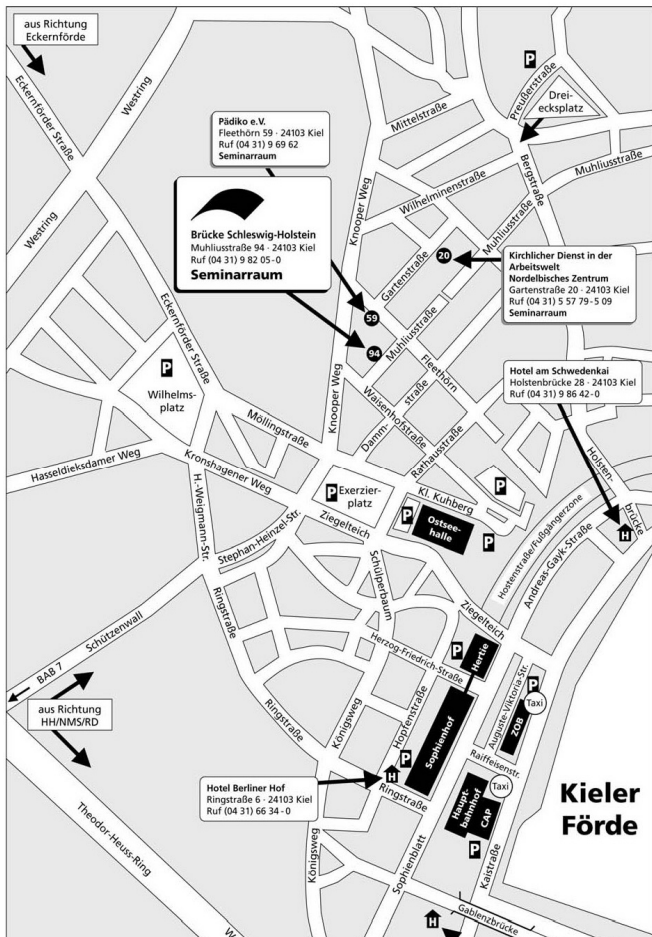 aus Richtung
Eckernförde
Eckernförder Straße
Westring
Westring
Pädiko e.V.
Fleethörn 59 · 24103 Kiel
Ruf (04 31) 9 69 62
Seminarraum
P
Preußerstraße
Drei-
ecksplatz
Mittelstraße
Bergstraße
Muhliusstraße
Wilhelminenstraße
Knooper Weg
Brücke Schleswig-Holstein
Muhliusstraße 94 · 24103 Kiel
Ruf (04 31) 9 82 05-0
Seminarraum
Muhliusstraße
20
Gartenstraße
Kirchlicher Dienst in der
Arbeitswelt
Nordelbisches Zentrum
Gartenstraße 20 · 24103 Kiel
Ruf (04 31) 5 57 79-5 09
Seminarraum
59
94
Muhliusstraße
Fleethörn
Eckernförder Straße
P
Wilhelms-
platz
Knooper Weg
Waisenhofstraße
Damm-
straße
Rathausstraße
Hotel am Schwedenkai
Holstenbrücke 28 · 24103 Kiel
Ruf (04 31) 9 86 42-0
Möllingstraße
Hasseldieksdamer Weg
Kronshagener Weg
H.-Weigmann-Str.
P
Exerzier-
platz
Kl. Kuhberg
P
P
Ostsee-
halle
P
Holsten-
brücke
H
Hostenstraße/Fußgängerzone
Andreas-Gayk-Straße
Ziegelteich
Stephan-Heinzel-Str.
Schülperbaum
Ziegelteich
Ringstraße
Schützenwall
BAB 7
aus Richtung
HH/NMS/RD
Herzog-Friedrich-Straße
P
Hertie
Auguste-Viktoria-Str.
P
Taxi
ZOB
Ringstraße
Königsweg
Hopfenstraße
Sophienhof
Raiffeisenstr.
Taxi
P
H
Ringstraße
Hotel Berliner Hof
Ringstraße 6 · 24103 Kiel
Ruf (04 31) 66 34-0
Haupt-
bahnhof
CAP
P
Kieler
Förde
Theodor-Heuss-Ring
Königsweg
Sophienblatt
Kaistraße
Gablenzbrücke
H
W